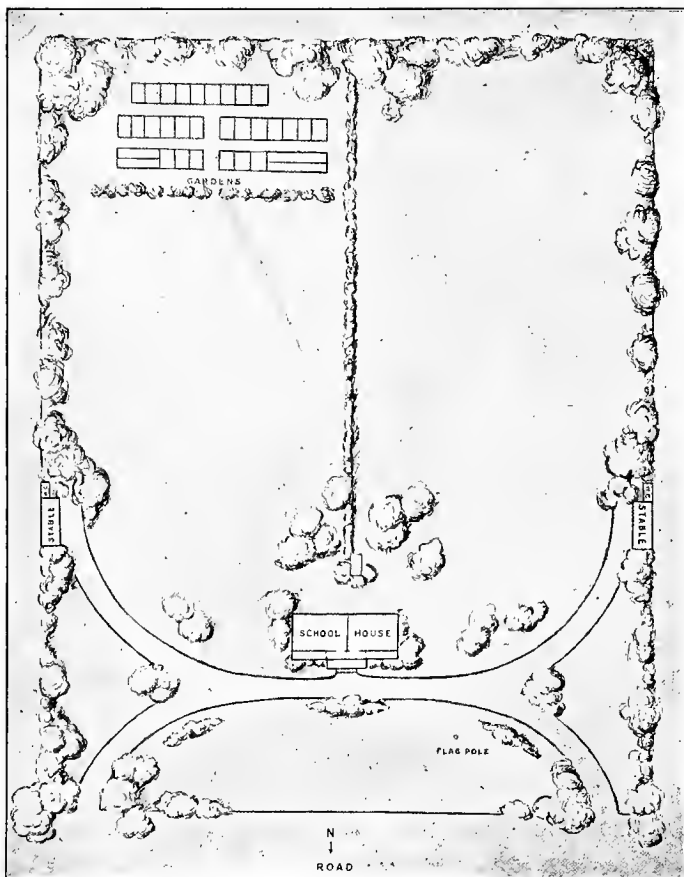 GARDENS
STABLE
STABLE
SCHOOL HOUSE
FLAG POLE
N
ROAD